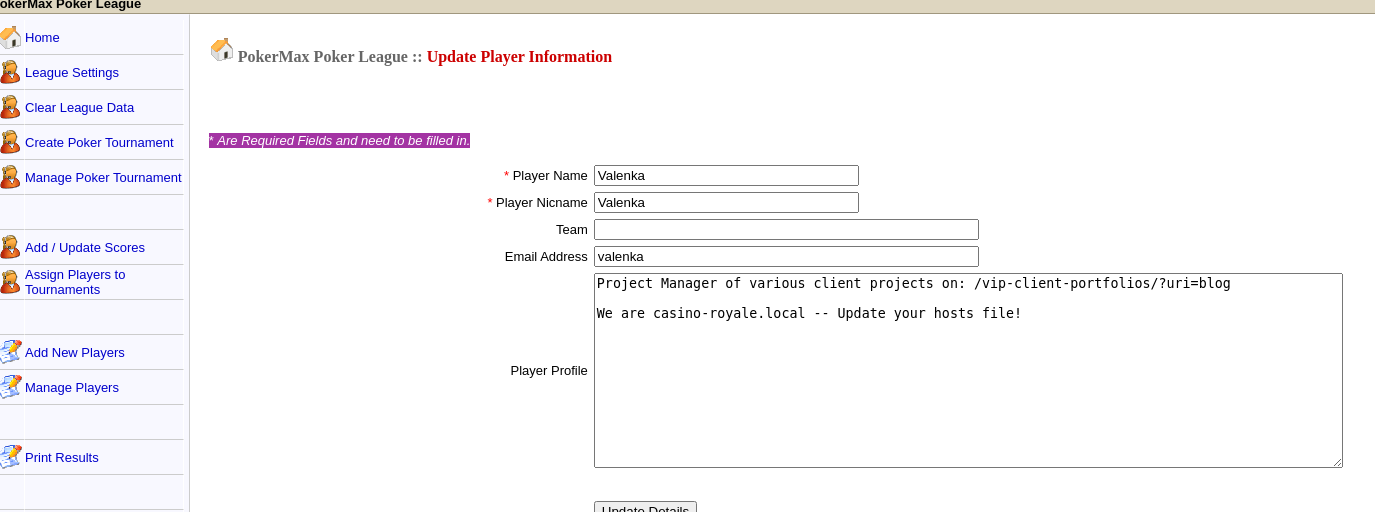 okerMax Poker League
Home
League Settings
Clear League Data
Create Poker Tournament
Manage Poker Tournament
Add / Update Scores
Assign Players to
Tournaments
Add New Players
Manage Players
Print Results
PokerMax Poker League :: Update Player Information
* Are Required Fields and need to be filled in.
* Player Name Valenka
* Player Nicname Valenka
Team
Email Address valenka
Player Profile
Project Manager of various client projects on: /vip-client-portfolios/?uri=blog
We are casino-royale.local -- Update your hosts file!
Update Details